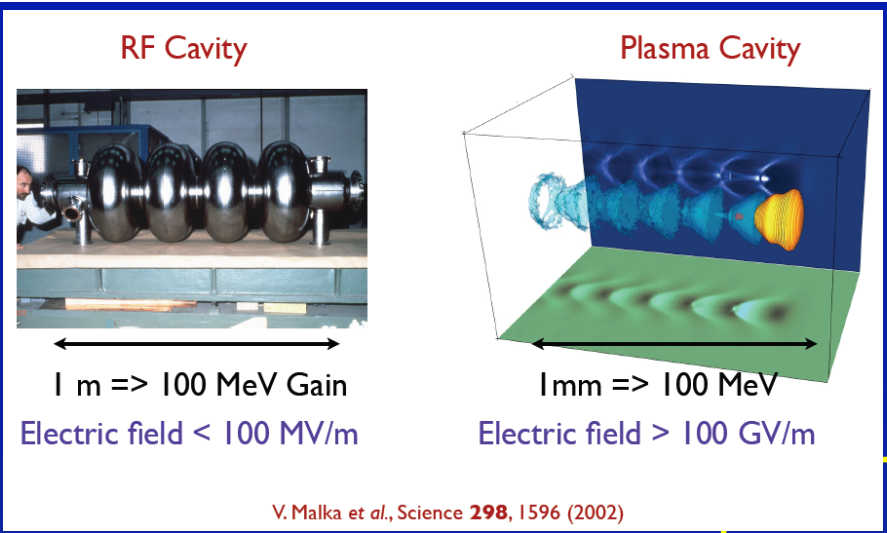 RF Cavity
Plasma Cavity
1 m => 100 MeV Gain
1mm => 100 MeV
Electric field < 100 MV/m
Electric field > 100 GV/m
V. Malka et al., Science 298, 1596 (2002)